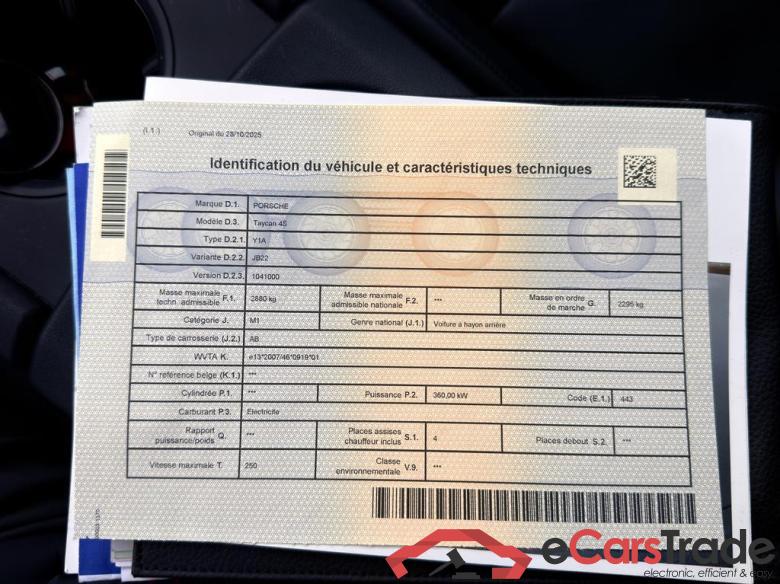 (I.1.) Original du 28/10/2025
Identification du véhicule et caractéristiques techniques
Marque D.1. PORSCHE
Modèle D.3. Taycan 4S
Type D.2.1. Y1A
Variante D.2.2. JB22
Version D.2.3. 1041000
Masse maximale techn. admissible F.1. 2880 kg Masse maximale admissible nationale F.2. *** Masse en ordre de marche G. 2295 kg
Catégorie J. M1 Genre national (J.1.) Voiture à hayon arrière
Type de carrosserie (J.2.) AB
WVTA K. e13*2007/46*0919*01
N° référence belge (K.1.) ***
Cylindrée P.1. *** Puissance P.2. 360,00 kW Code (E.1.) 443
Carburant P.3. Electricite
Rapport puissance/poids Q. *** Places assises chauffeur inclus S.1. 4 Places debout S.2. ***
Vitesse maximale T. 250 Classe environnementale V.9. ***
eCarsTrade
electronic, efficient & easy